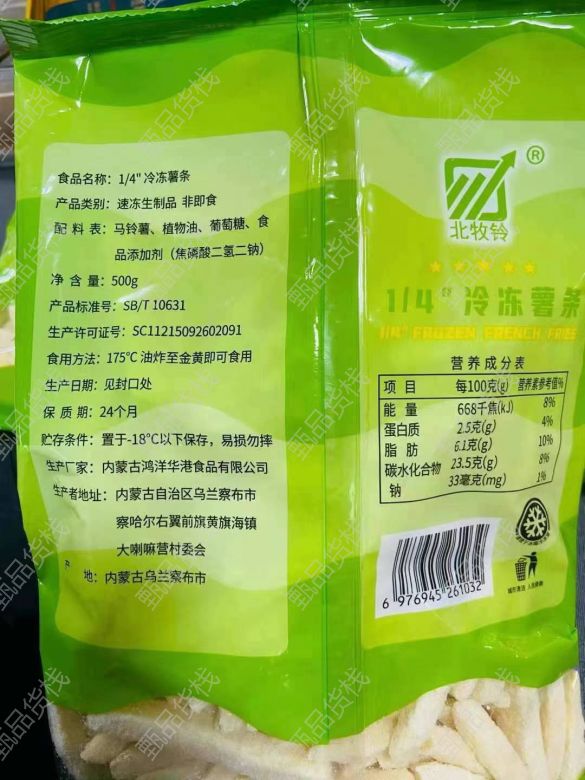 食品名称: 1/4" 冷冻薯条
产品类别: 速冻生制品 非即食
配 料 表: 马铃薯、植物油、葡萄糖、食
品添加剂（焦磷酸二氢二钠）
净 含 量: 500g
产品标准号: SB/T 10631
生产许可证号: SC11215092602091
食用方法: 175℃ 油炸至金黄即可食用
生产日期: 见封口处
保 质 期: 24个月
贮存条件: 置于-18℃以下保存，易损勿摔
生产厂家: 内蒙古鸿洋华港食品有限公司
生产者地址: 内蒙古自治区乌兰察布市
察哈尔右翼前旗黄旗海镇
大喇嘛营村委会
产 地: 内蒙古乌兰察布市
®
北牧铃
1/4" 冷冻薯条
1/4" FROZEN FRENCH FRIES
营养成分表
项 目 每100克(g) 营养素参考值%
能 量 668千焦(kJ) 8%
蛋白质 2.5克(g) 4%
脂 肪 6.1克(g) 10%
碳水化合物 23.5克(g) 8%
钠 33毫克(mg) 1%
6 976945 261032
甄品货栈